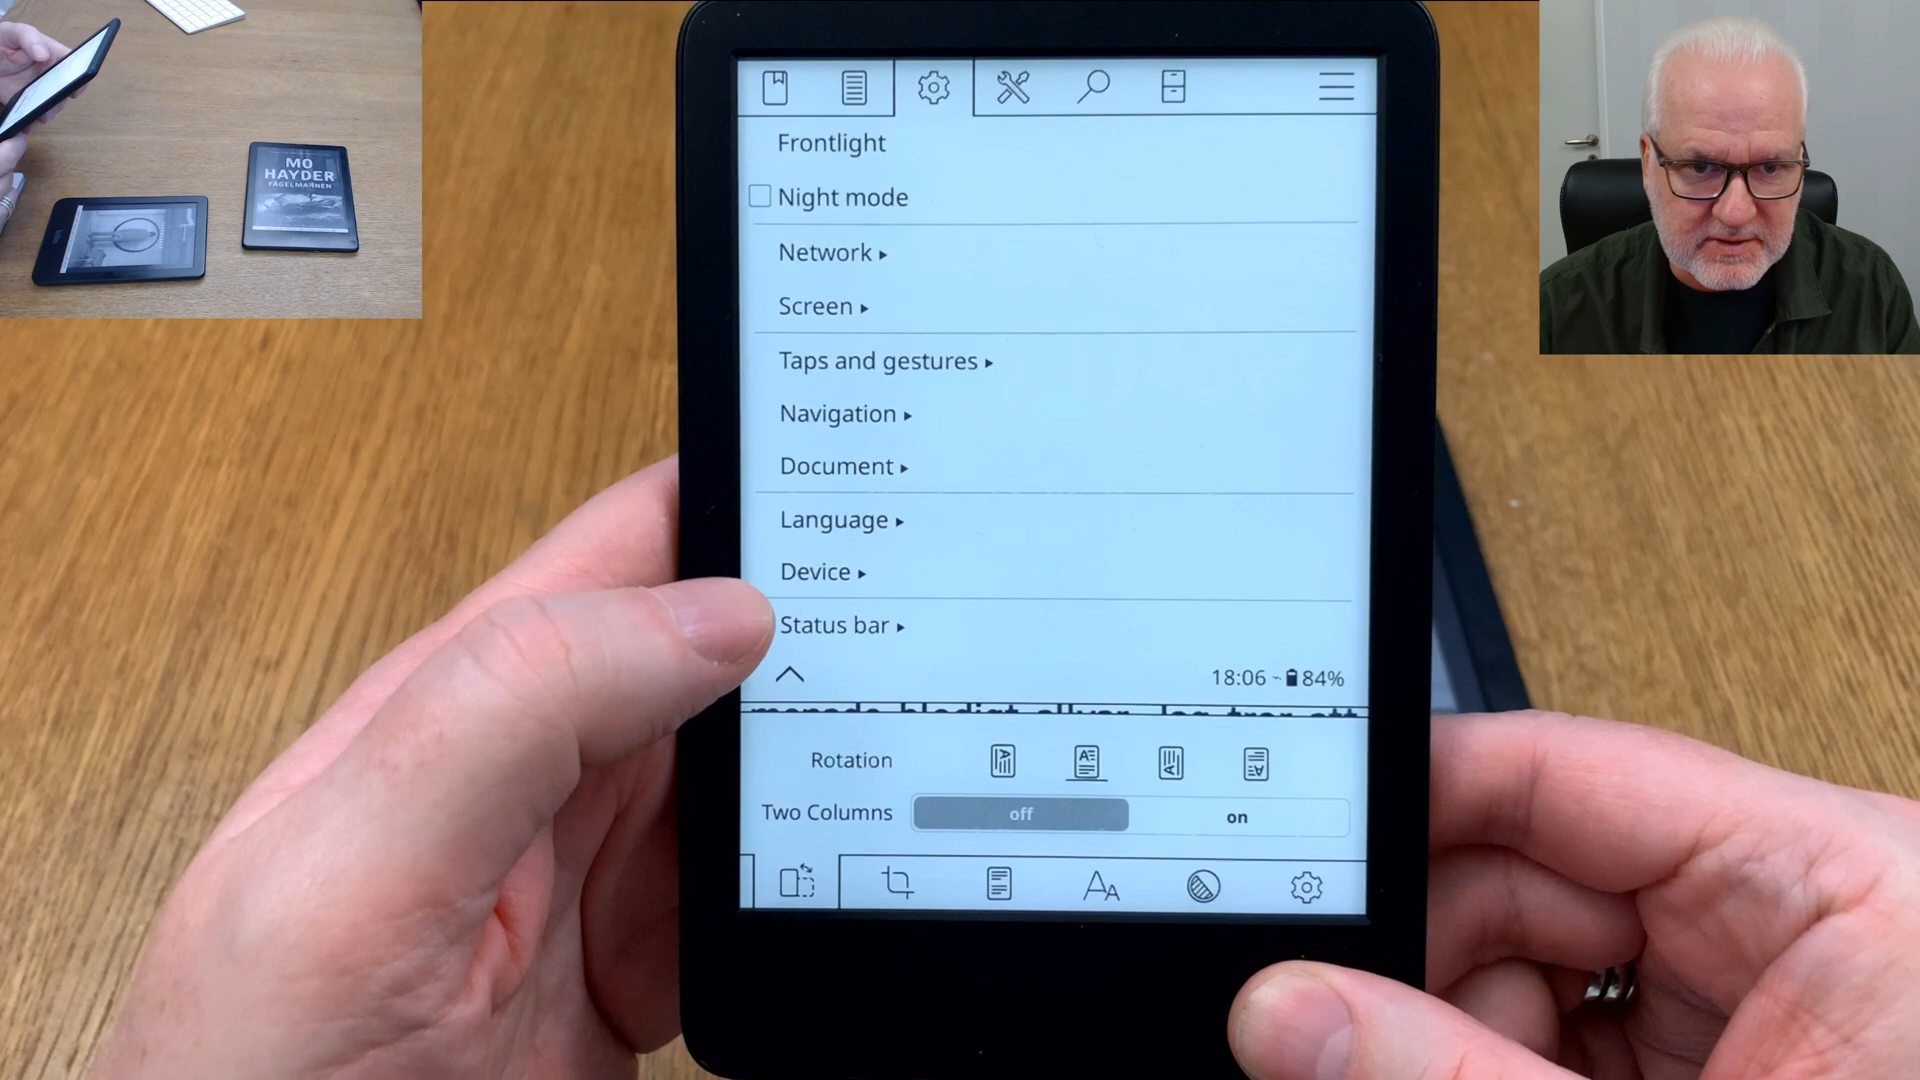 MO
HAYDER
FÅGELMANNEN
Frontlight
Night mode
Network ▸
Screen ▸
Taps and gestures ▸
Navigation ▸
Document ▸
Language ▸
Device ▸
Status bar ▸
18:06 ~ 84%
Rotation
Two Columns off on